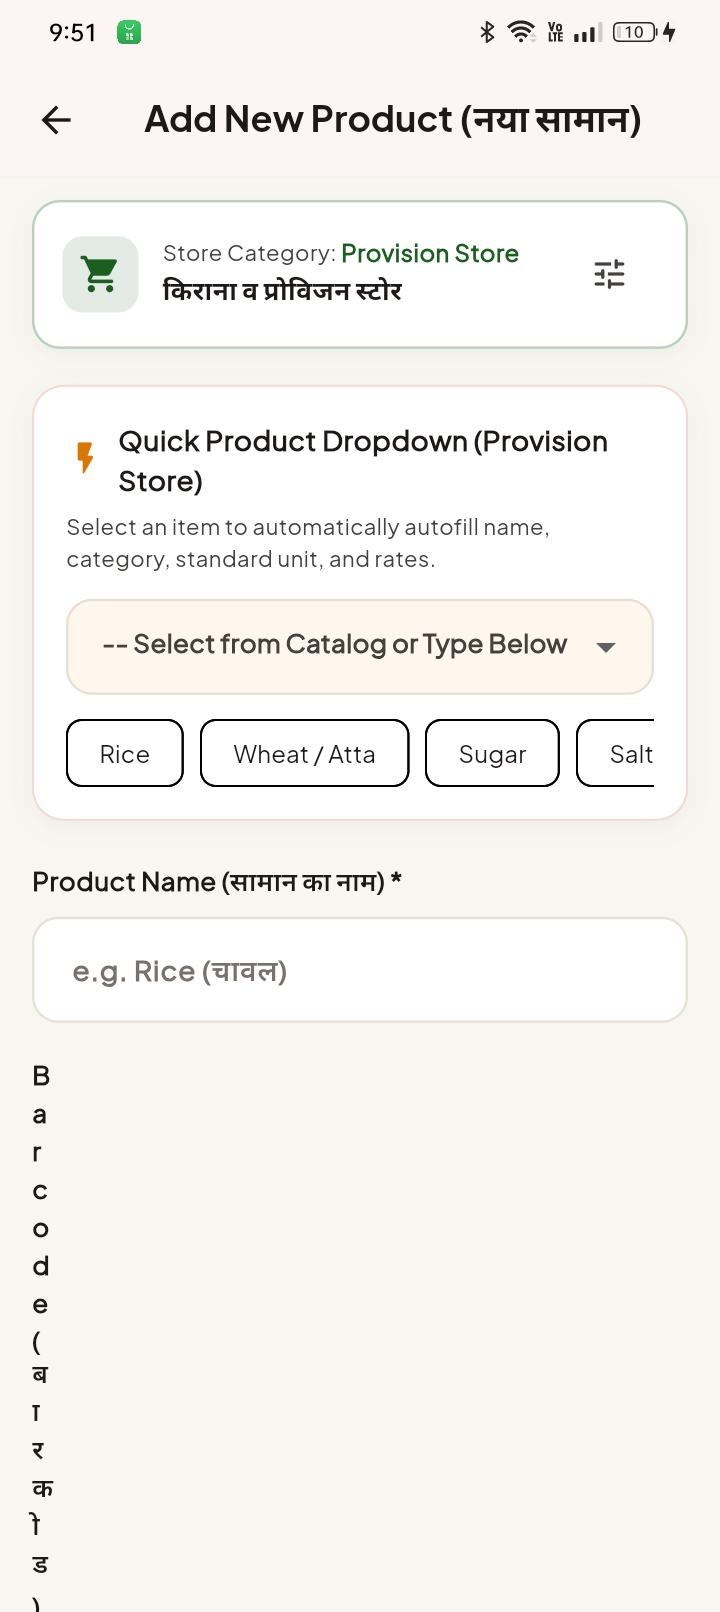 9:51
Vo
LTE
10
Add New Product (नया सामान)
Store Category: Provision Store
किराना व प्रोविजन स्टोर
Quick Product Dropdown (Provision
Store)
Select an item to automatically autofill name,
category, standard unit, and rates.
-- Select from Catalog or Type Below
Rice
Wheat / Atta
Sugar
Salt
Product Name (सामान का नाम) *
e.g. Rice (चावल)
B
a
r
c
o
d
e
(
ब
ा
र
क
ो
ड
)